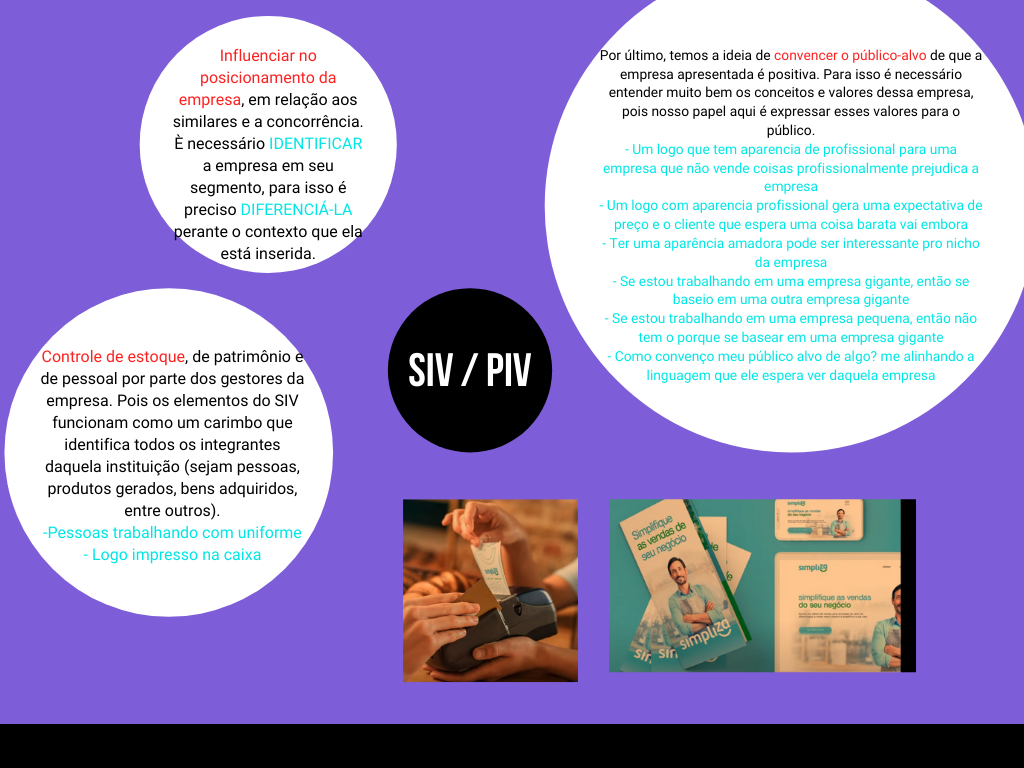 Influenciar no
posicionamento da
empresa, em relação aos
similares e a concorrência.
È necessário IDENTIFICAR
a empresa em seu
segmento, para isso é
preciso DIFERENCIÁ-LA
perante o contexto que ela
está inserida.
Por último, temos a ideia de convencer o público-alvo de que a
empresa apresentada é positiva. Para isso é necessário
entender muito bem os conceitos e valores dessa empresa,
pois nosso papel aqui é expressar esses valores para o
público.
- Um logo que tem aparencia de profissional para uma
empresa que não vende coisas profissionalmente prejudica a
empresa
- Um logo com aparencia profissional gera uma expectativa de
preço e o cliente que espera uma coisa barata vai embora
- Ter uma aparência amadora pode ser interessante pro nicho
da empresa
- Se estou trabalhando em uma empresa gigante, então se
baseio em uma outra empresa gigante
- Se estou trabalhando em uma empresa pequena, então não
tem o porque se basear em uma empresa gigante
- Como convenço meu público alvo de algo? me alinhando a
linguagem que ele espera ver daquela empresa
SIV / PIV
Controle de estoque, de patrimônio e
de pessoal por parte dos gestores da
empresa. Pois os elementos do SIV
funcionam como um carimbo que
identifica todos os integrantes
daquela instituição (sejam pessoas,
produtos gerados, bens adquiridos,
entre outros).
-Pessoas trabalhando com uniforme
- Logo impresso na caixa
Simplifique
as vendas de
seu negócio
simpliza
simpliza
simplifique as vendas
do seu negócio